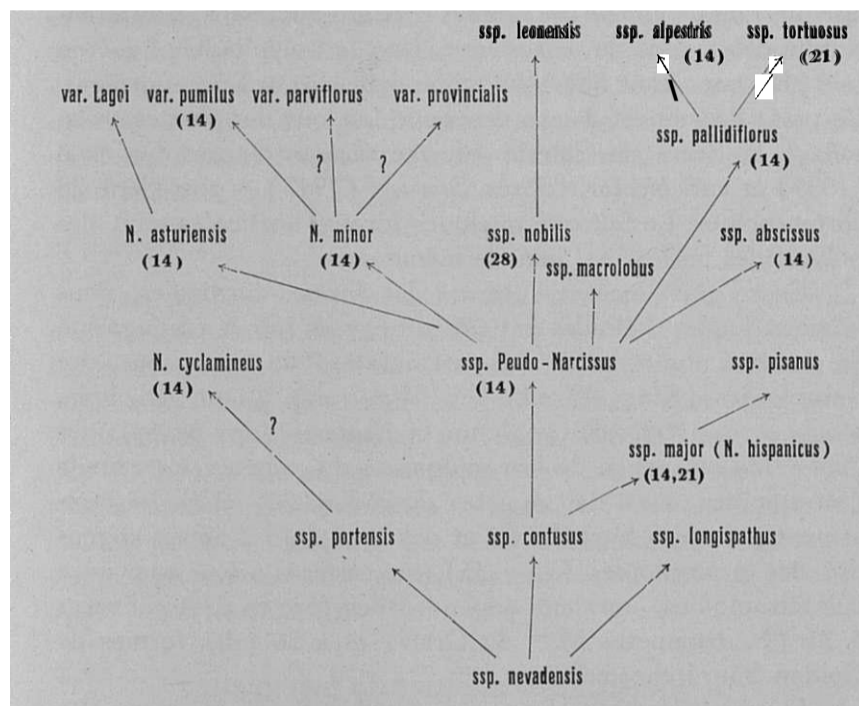 ssp. leonensis ssp. alpestris ssp. tortuosus
(14) (21)
var. Lagoi var. pumilus var. parviflorus var. provincialis
(14)
ssp. pallidiflorus
(14)
? ?
N. asturiensis N. minor ssp. nobilis ssp. abscissus
(14) (14) (28) (14)
ssp. macrolobus
N. cyclamineus ssp. Peudo-Narcissus ssp. pisanus
(14) (14)
?
ssp. major (N. hispanicus)
(14,21)
ssp. portensis ssp. contusus ssp. longispathus
ssp. nevadensis